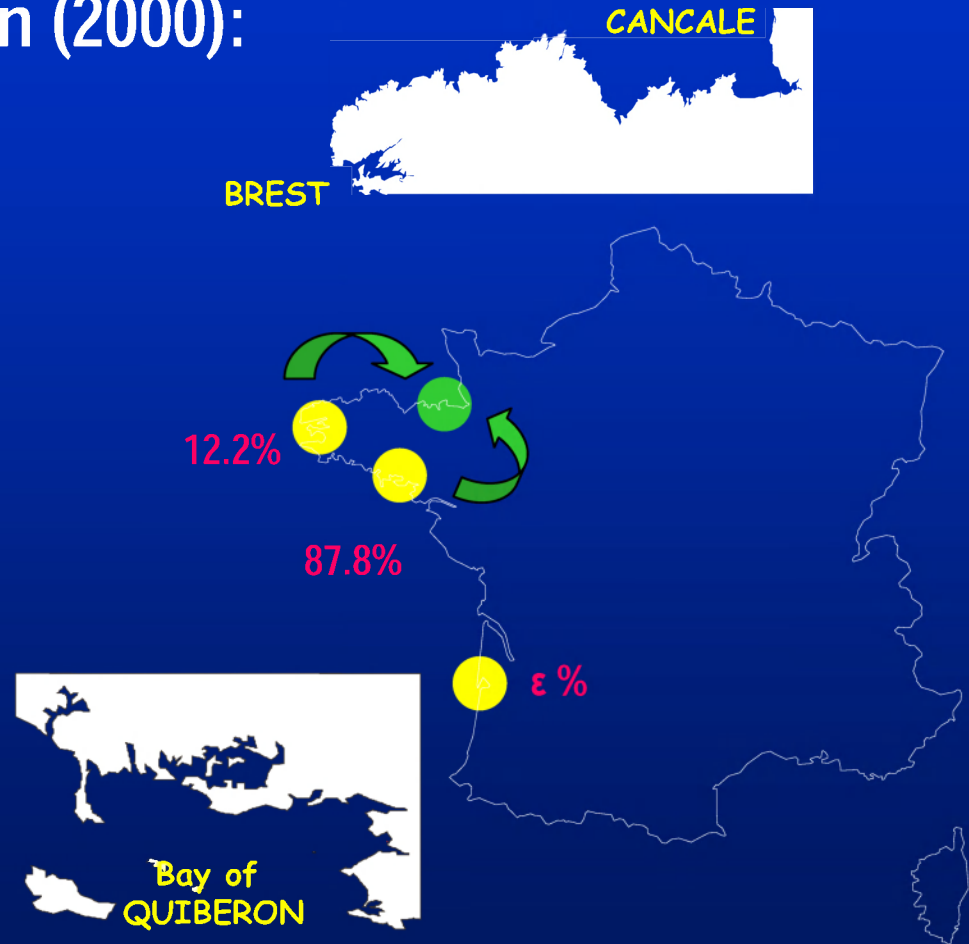 n (2000):
CANCALE
BREST
12.2%
87.8%
ε %
Bay of
QUIBERON